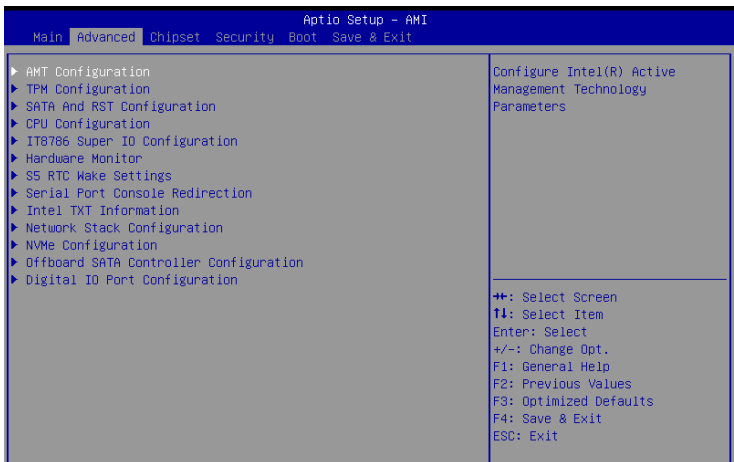 Aptio Setup – AMI
Main Advanced Chipset Security Boot Save & Exit
AMT Configuration
TPM Configuration
SATA And RST Configuration
CPU Configuration
IT8786 Super IO Configuration
Hardware Monitor
S5 RTC Wake Settings
Serial Port Console Redirection
Intel TXT Information
Network Stack Configuration
NVMe Configuration
Offboard SATA Controller Configuration
Digital IO Port Configuration
Configure Intel(R) Active
Management Technology
Parameters
→←: Select Screen
↑↓: Select Item
Enter: Select
+/-: Change Opt.
F1: General Help
F2: Previous Values
F3: Optimized Defaults
F4: Save & Exit
ESC: Exit